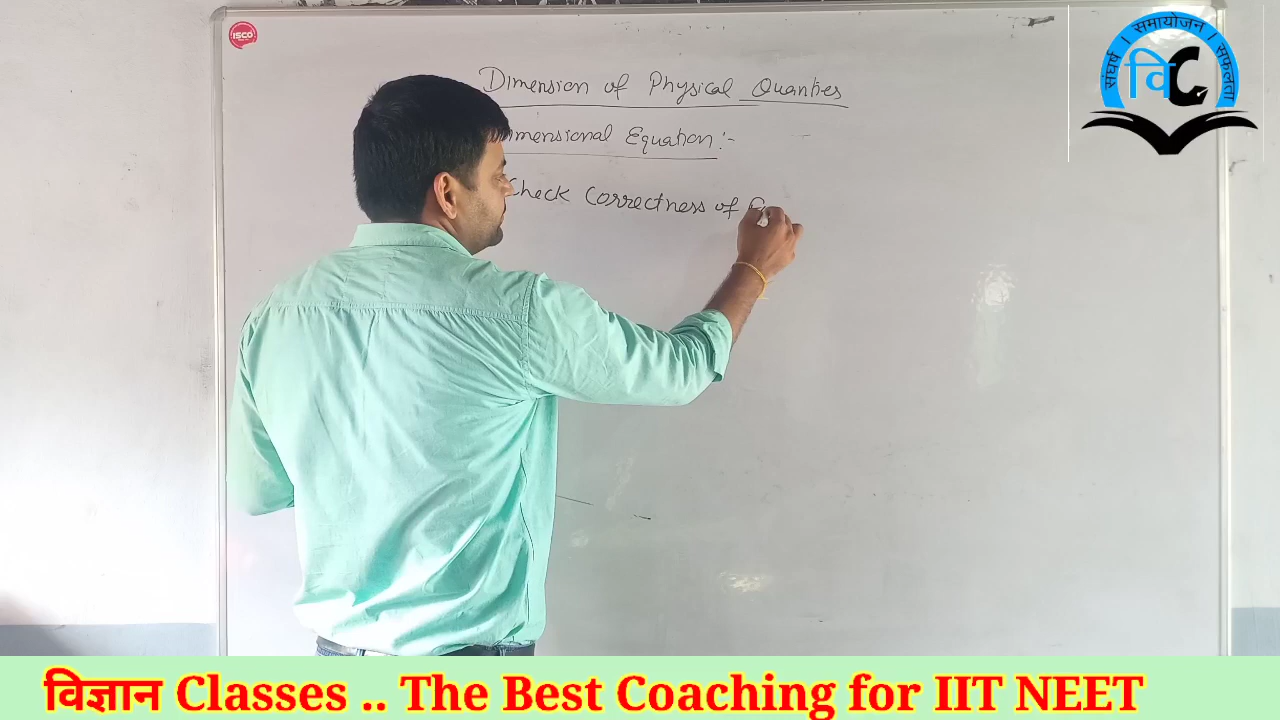 ISCO
Dimension of Physical Quanties
imensional Equation :-
Check Correctness of
संघर्ष । समायोजन । सफलता
वि C
विज्ञान Classes .. The Best Coaching for IIT NEET